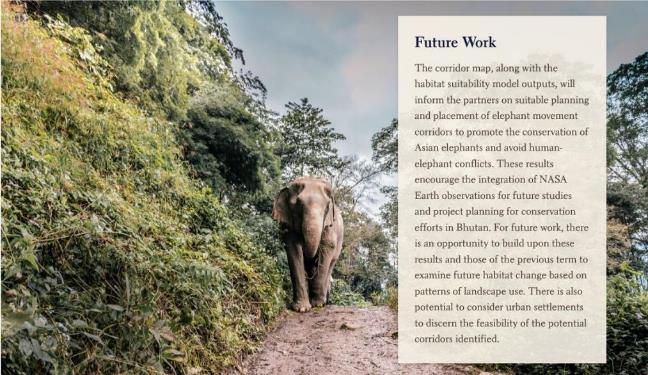 Future Work
The corridor map, along with the
habitat suitability model outputs, will
inform the partners on suitable planning
and placement of elephant movement
corridors to promote the conservation of
Asian elephants and avoid human-
elephant conflicts. These results
encourage the integration of NASA
Earth observations for future studies
and project planning for conservation
efforts in Bhutan. For future work, there
is an opportunity to build upon these
results and those of the previous term to
examine future habitat change based on
patterns of landscape use. There is also
potential to consider urban settlements
to discern the feasibility of the potential
corridors identified.